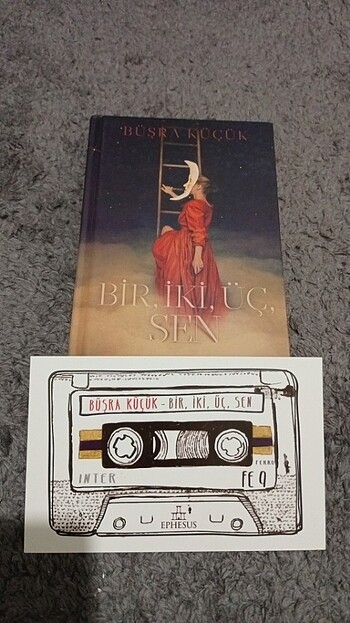 BÜŞRA KÜÇÜK
BİR, İKİ, ÜÇ,
SEN
BÜŞRA KÜÇÜK - BİR, İKİ, ÜÇ, SEN
INTER
FE 9
EPHESUS